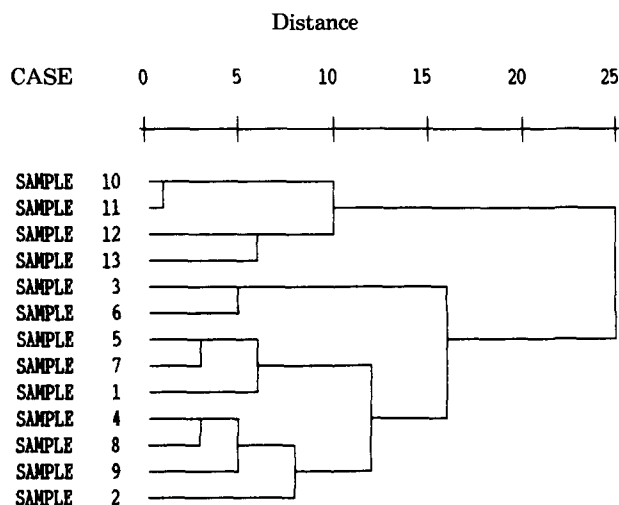 Distance
CASE 0 5 10 15 20 25
SAMPLE 10
SAMPLE 11
SAMPLE 12
SAMPLE 13
SAMPLE 3
SAMPLE 6
SAMPLE 5
SAMPLE 7
SAMPLE 1
SAMPLE 4
SAMPLE 8
SAMPLE 9
SAMPLE 2